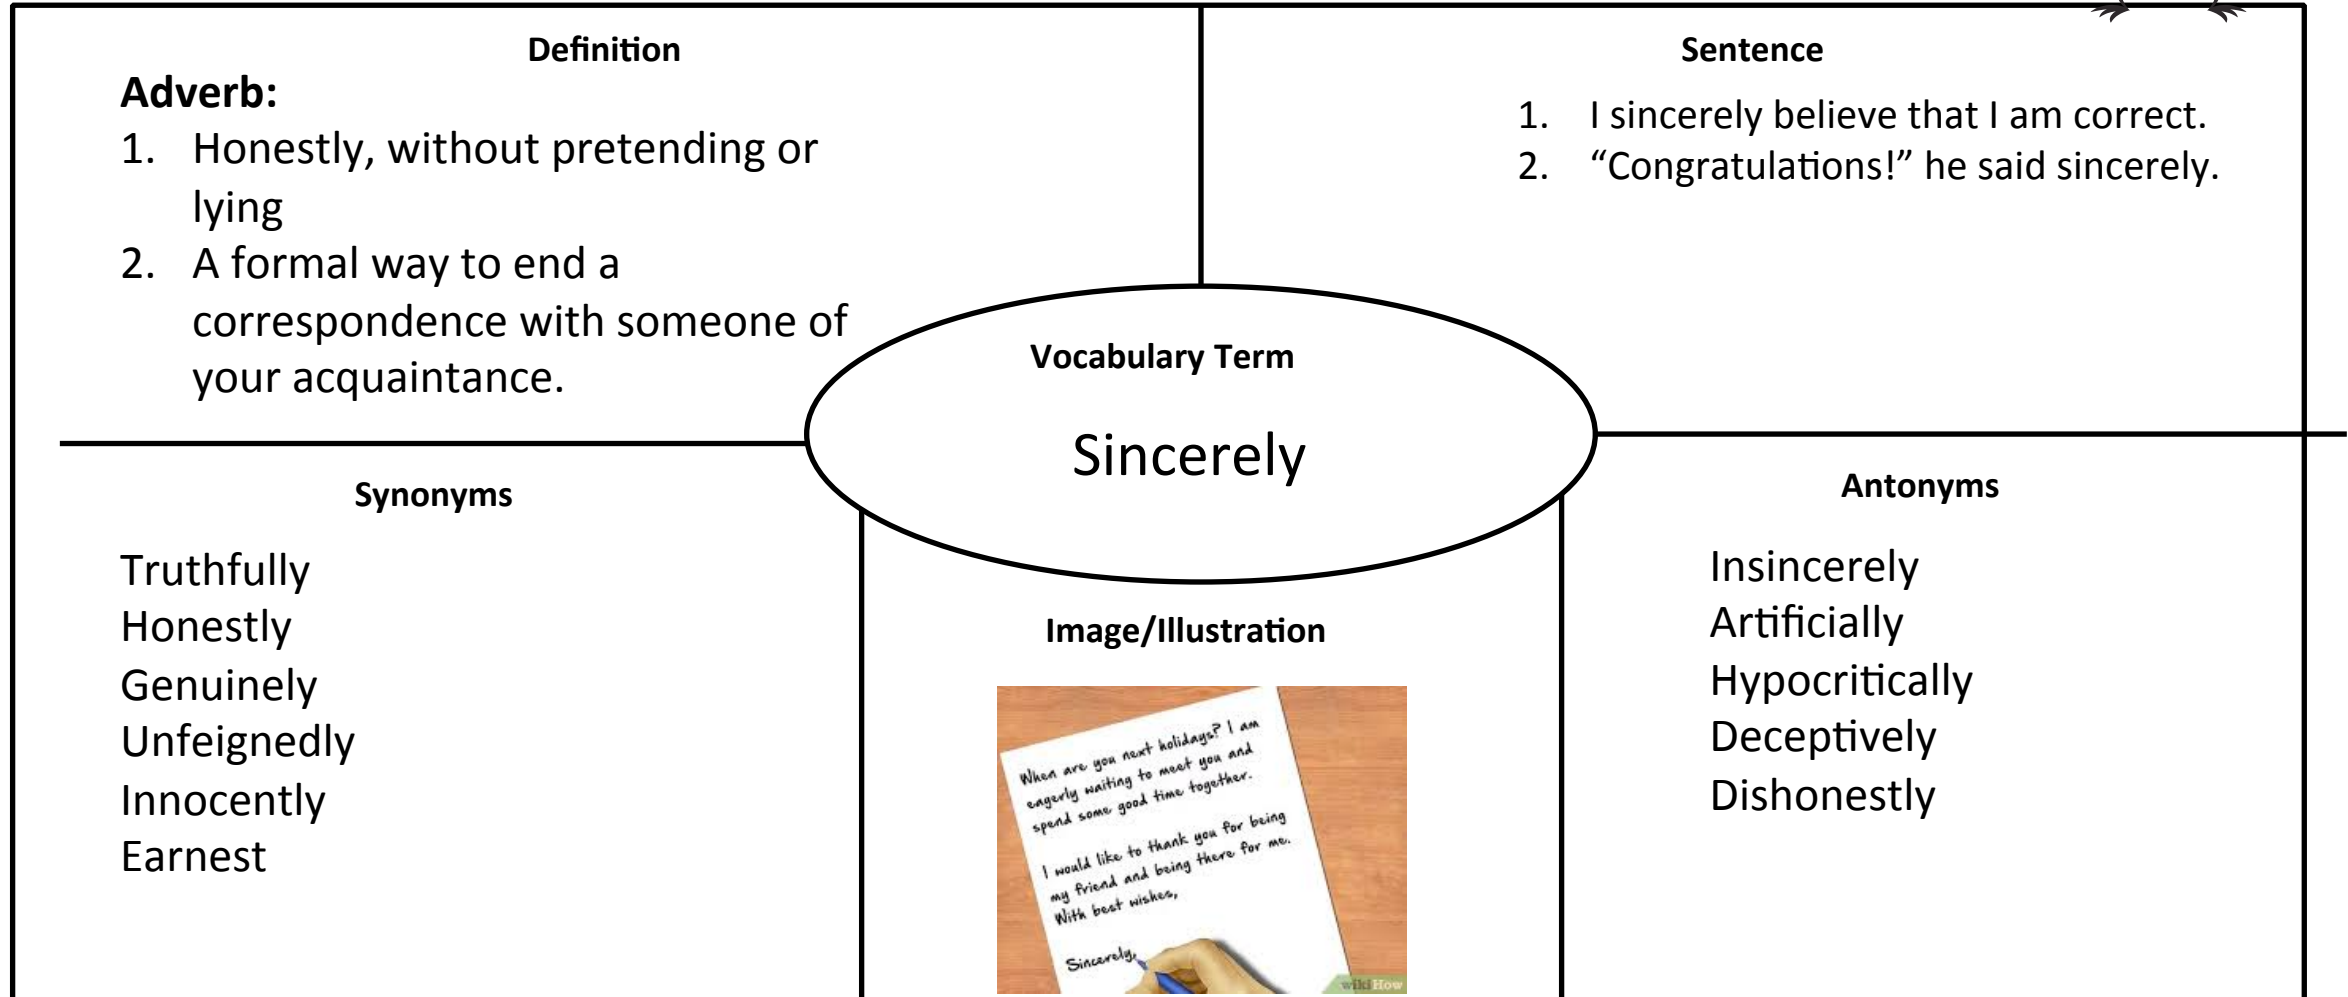 Definition
Adverb:
1. Honestly, without pretending or
lying
2. A formal way to end a
correspondence with someone of
your acquaintance.
Sentence
1. I sincerely believe that I am correct.
2. “Congratulations!” he said sincerely.
Vocabulary Term
Sincerely
Synonyms
Truthfully
Honestly
Genuinely
Unfeignedly
Innocently
Earnest
Image/Illustration
When are you next holidays? I am
eagerly waiting to meet you and
spend some good time together.
I would like to thank you for being
my friend and being there for me.
With best wishes,
Sincerely,
wikiHow
Antonyms
Insincerely
Artificially
Hypocritically
Deceptively
Dishonestly